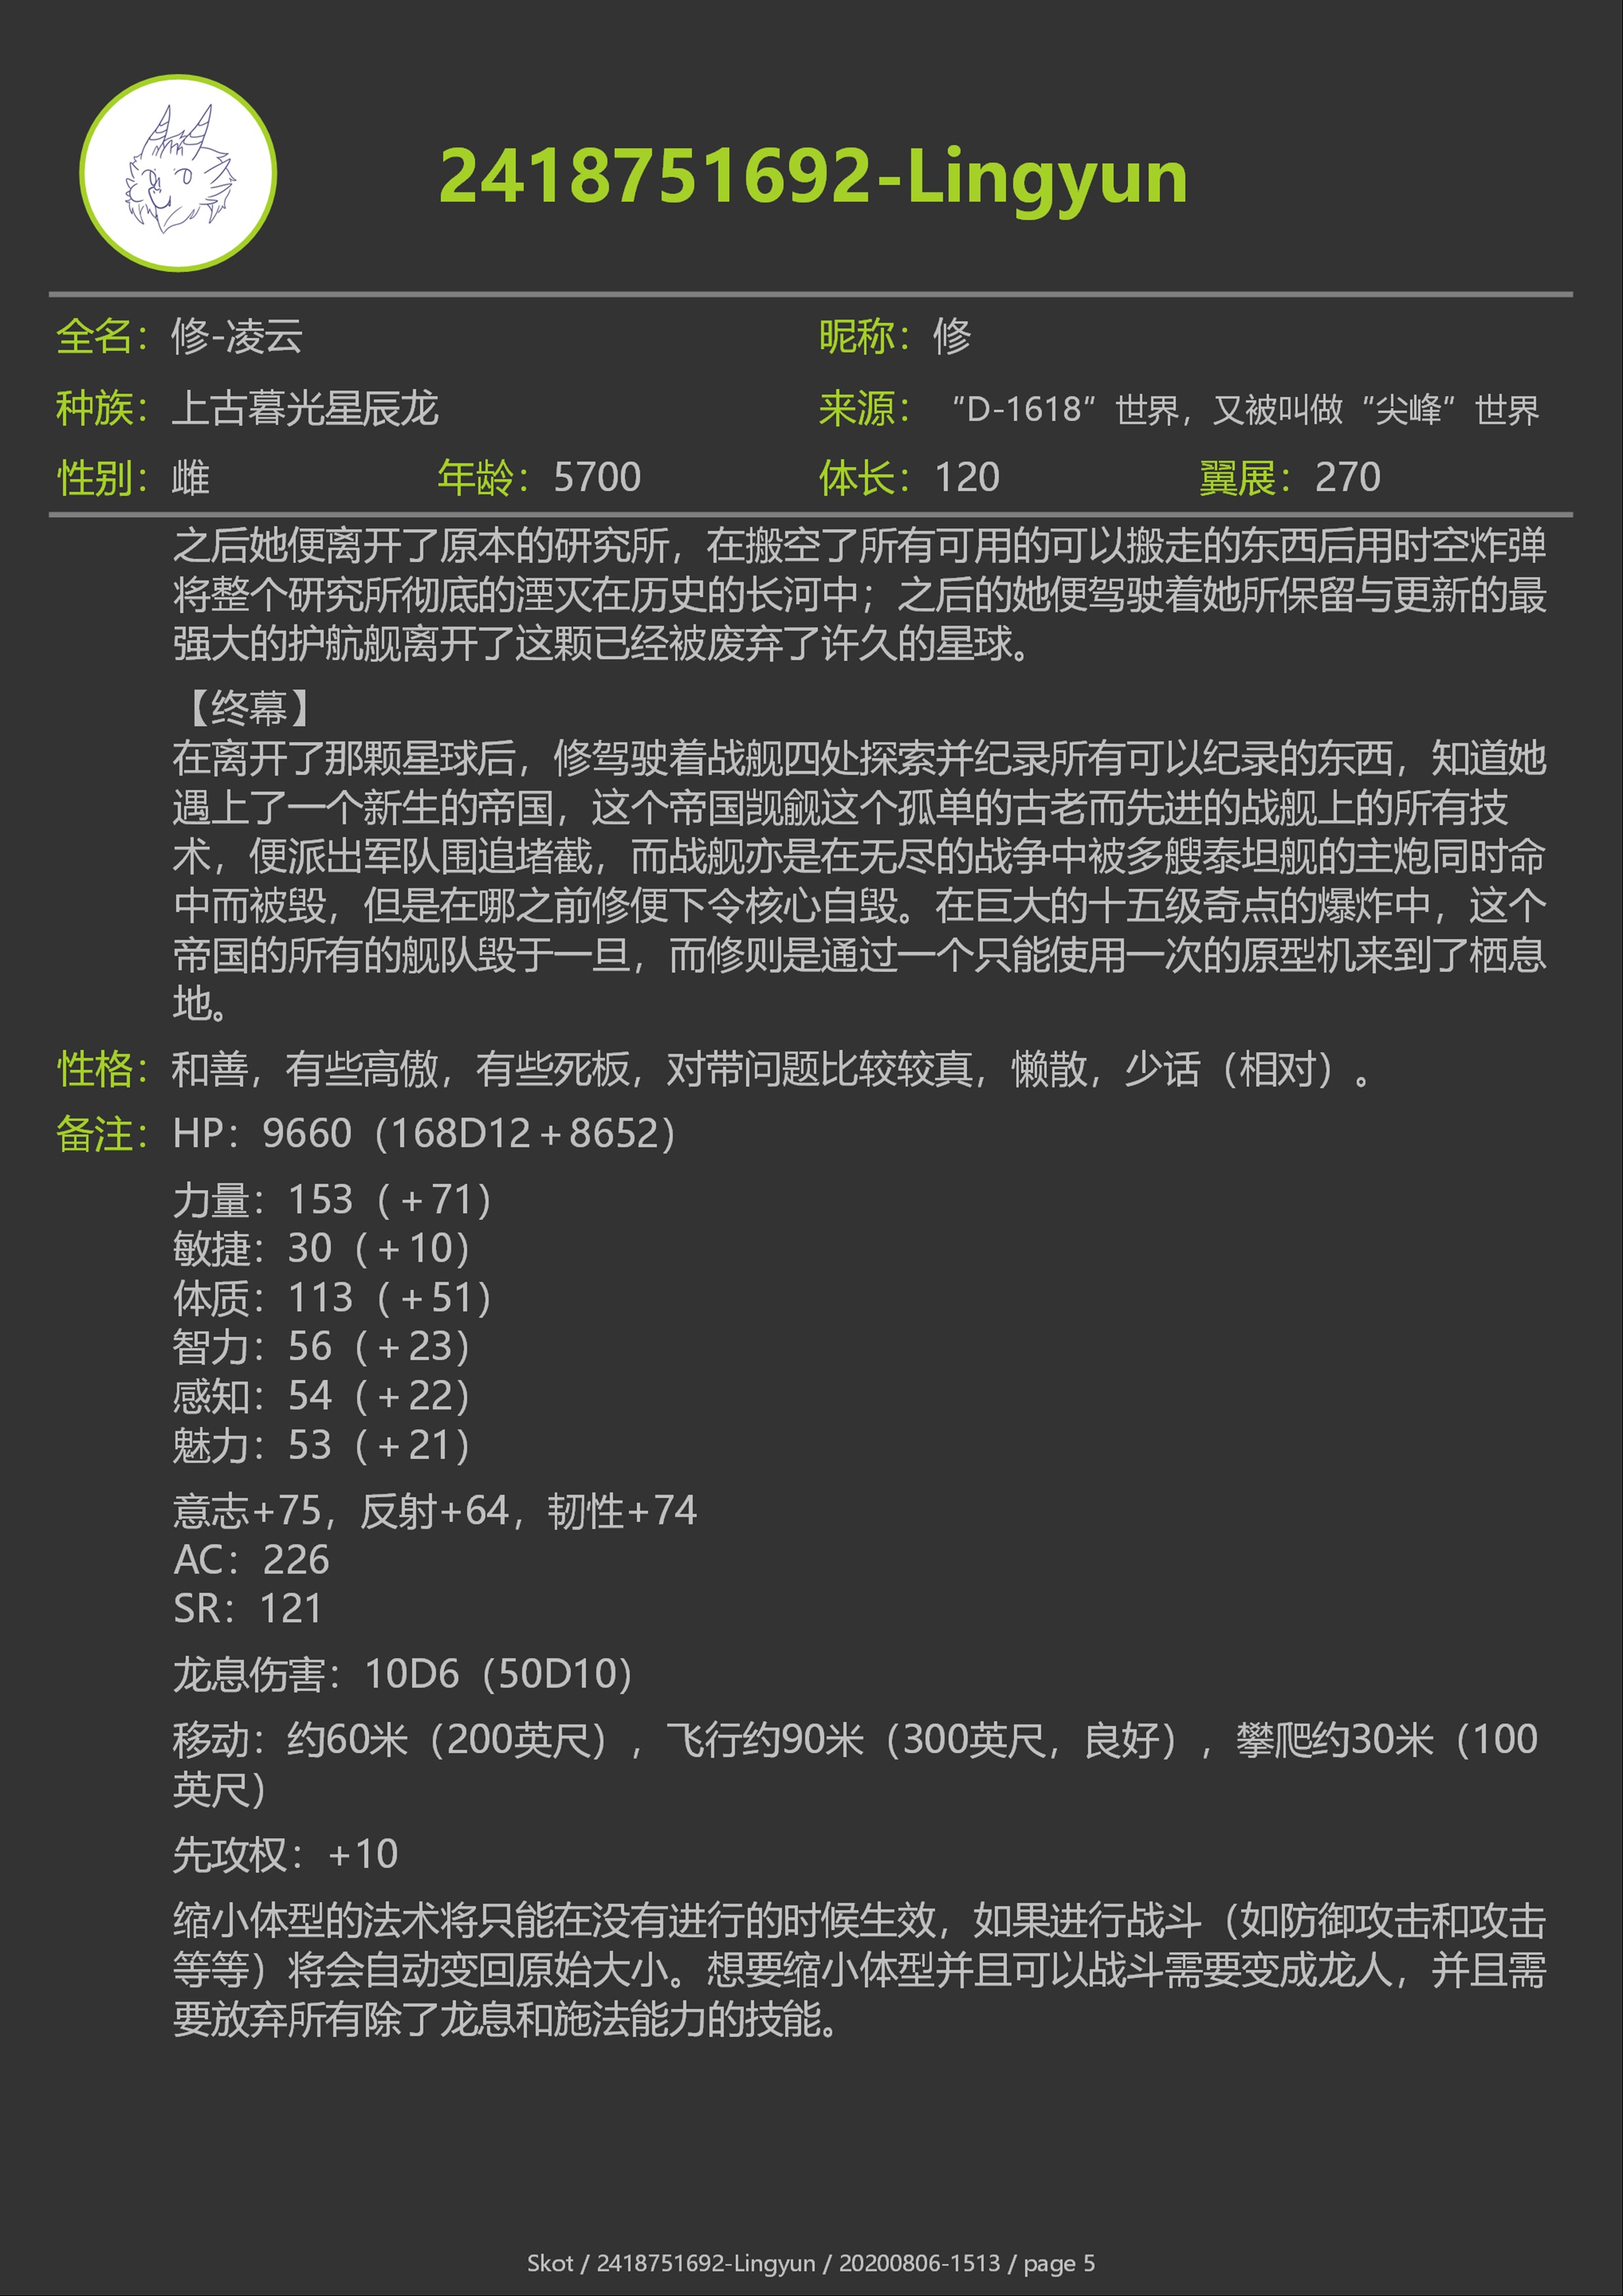 2418751692-Lingyun
全名：修-凌云
昵称：修
种族：上古暮光星辰龙
来源：“D-1618”世界，又被叫做“尖峰”世界
性别：雌
年龄：5700
体长：120
翼展：270
之后她便离开了原本的研究所，在搬空了所有可用的可以搬走的东西后用时空炸弹
将整个研究所彻底的湮灭在历史的长河中；之后的她便驾驶着她所保留与更新的最
强大的护航舰离开了这颗已经被废弃了许久的星球。
【终幕】
在离开了那颗星球后，修驾驶着战舰四处探索并纪录所有可以纪录的东西，知道她
遇上了一个新生的帝国，这个帝国觊觎这个孤单的古老而先进的战舰上的所有技
术，便派出军队围追堵截，而战舰亦是在无尽的战争中被多艘泰坦舰的主炮同时命
中而被毁，但是在哪之前修便下令核心自毁。在巨大的十五级奇点的爆炸中，这个
帝国的所有的舰队毁于一旦，而修则是通过一个只能使用一次的原型机来到了栖息
地。
性格：和善，有些高傲，有些死板，对带问题比较较真，懒散，少话（相对）。
备注：HP：9660（168D12+8652）
力量：153（+71）
敏捷：30（+10）
体质：113（+51）
智力：56（+23）
感知：54（+22）
魅力：53（+21）
意志+75，反射+64，韧性+74
AC：226
SR：121
龙息伤害：10D6（50D10）
移动：约60米（200英尺），飞行约90米（300英尺，良好），攀爬约30米（100
英尺）
先攻权：+10
缩小体型的法术将只能在没有进行的时候生效，如果进行战斗（如防御攻击和攻击
等等）将会自动变回原始大小。想要缩小体型并且可以战斗需要变成龙人，并且需
要放弃所有除了龙息和施法能力的技能。
Skot / 2418751692-Lingyun / 20200806-1513 / page 5